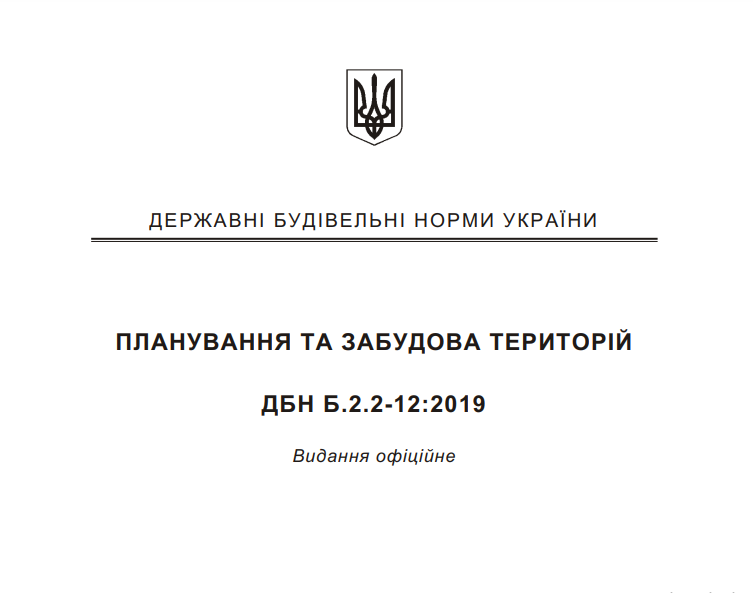 ДЕРЖАВНІ БУДІВЕЛЬНІ НОРМИ УКРАЇНИ
ПЛАНУВАННЯ ТА ЗАБУДОВА ТЕРИТОРІЙ
ДБН Б.2.2-12:2019
Видання офіційне